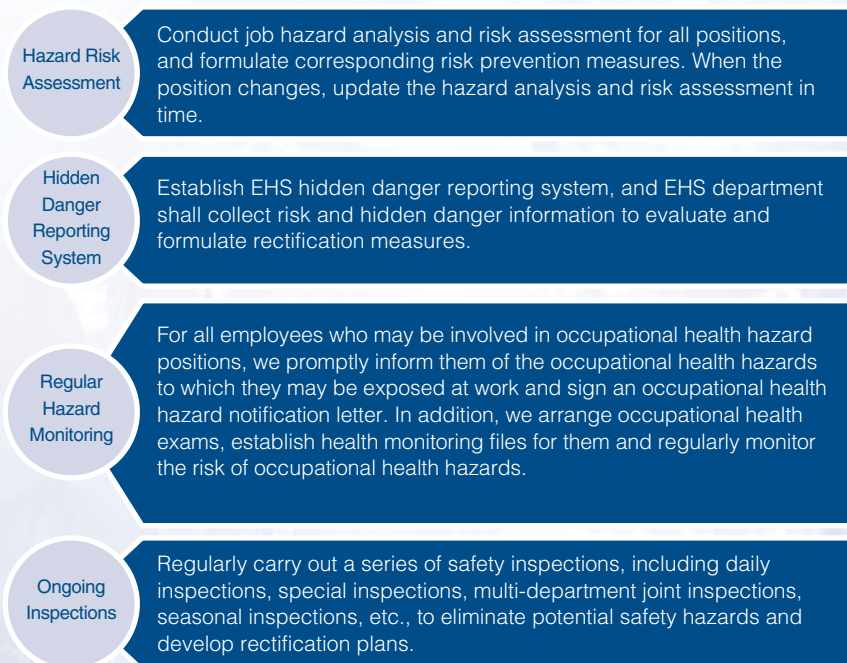 Hazard Risk
Assessment
Conduct job hazard analysis and risk assessment for all positions,
and formulate corresponding risk prevention measures. When the
position changes, update the hazard analysis and risk assessment in
time.
Hidden
Danger
Reporting
System
Establish EHS hidden danger reporting system, and EHS department
shall collect risk and hidden danger information to evaluate and
formulate rectification measures.
Regular
Hazard
Monitoring
For all employees who may be involved in occupational health hazard
positions, we promptly inform them of the occupational health hazards
to which they may be exposed at work and sign an occupational health
hazard notification letter. In addition, we arrange occupational health
exams, establish health monitoring files for them and regularly monitor
the risk of occupational health hazards.
Ongoing
Inspections
Regularly carry out a series of safety inspections, including daily
inspections, special inspections, multi-department joint inspections,
seasonal inspections, etc., to eliminate potential safety hazards and
develop rectification plans.